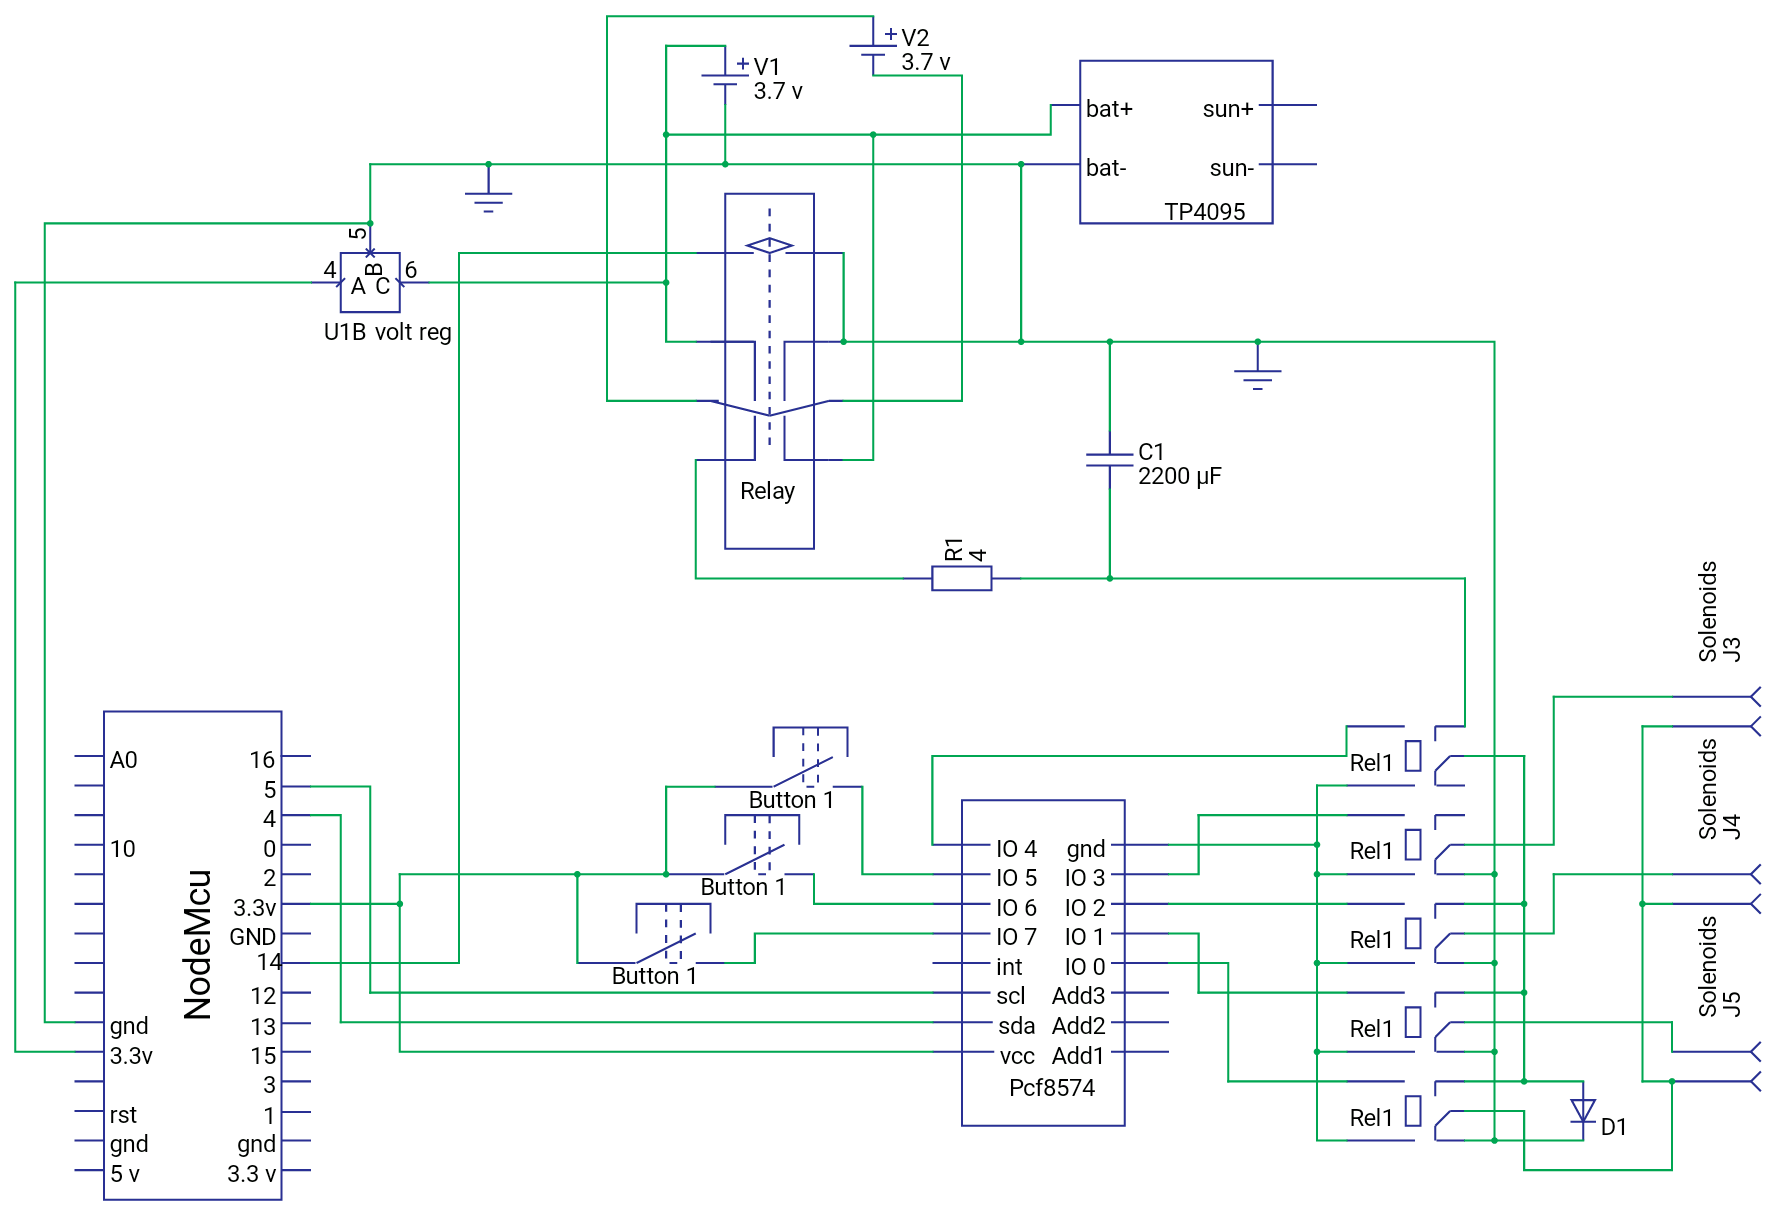 V2
3.7 v
V1
3.7 v
bat+
sun+
bat-
sun-
TP4095
5
4
B
6
A
C
U1B volt reg
Relay
C1
2200 µF
R1
4
Solenoids
J3
Solenoids
J4
Solenoids
J5
NodeMcu
A0
10
gnd
3.3v
rst
gnd
5 v
16
5
4
0
2
3.3v
GND
14
12
13
15
3
1
gnd
3.3 v
Button 1
Button 1
Button 1
IO 4
IO 5
IO 6
IO 7
int
scl
sda
vcc
gnd
IO 3
IO 2
IO 1
IO 0
Add3
Add2
Add1
Pcf8574
Rel1
Rel1
Rel1
Rel1
Rel1
D1